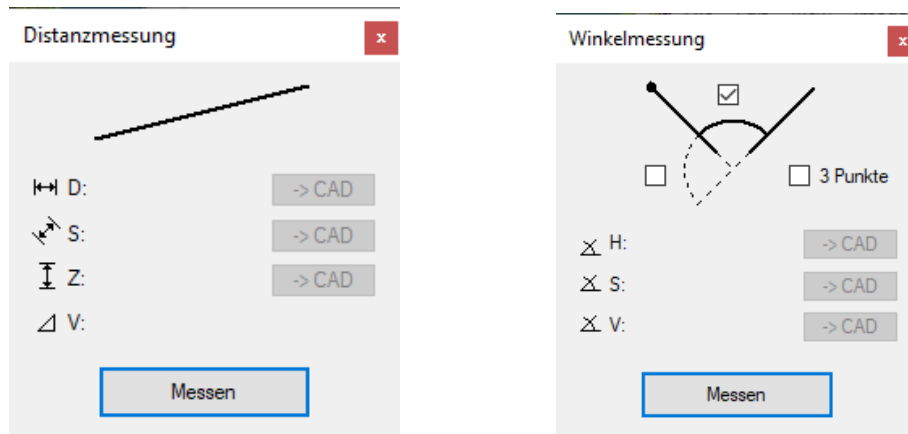 Distanzmessung x
D: -> CAD
S: -> CAD
Z: -> CAD
V:
Messen
Winkelmessung x
3 Punkte
H: -> CAD
S: -> CAD
V: -> CAD
Messen